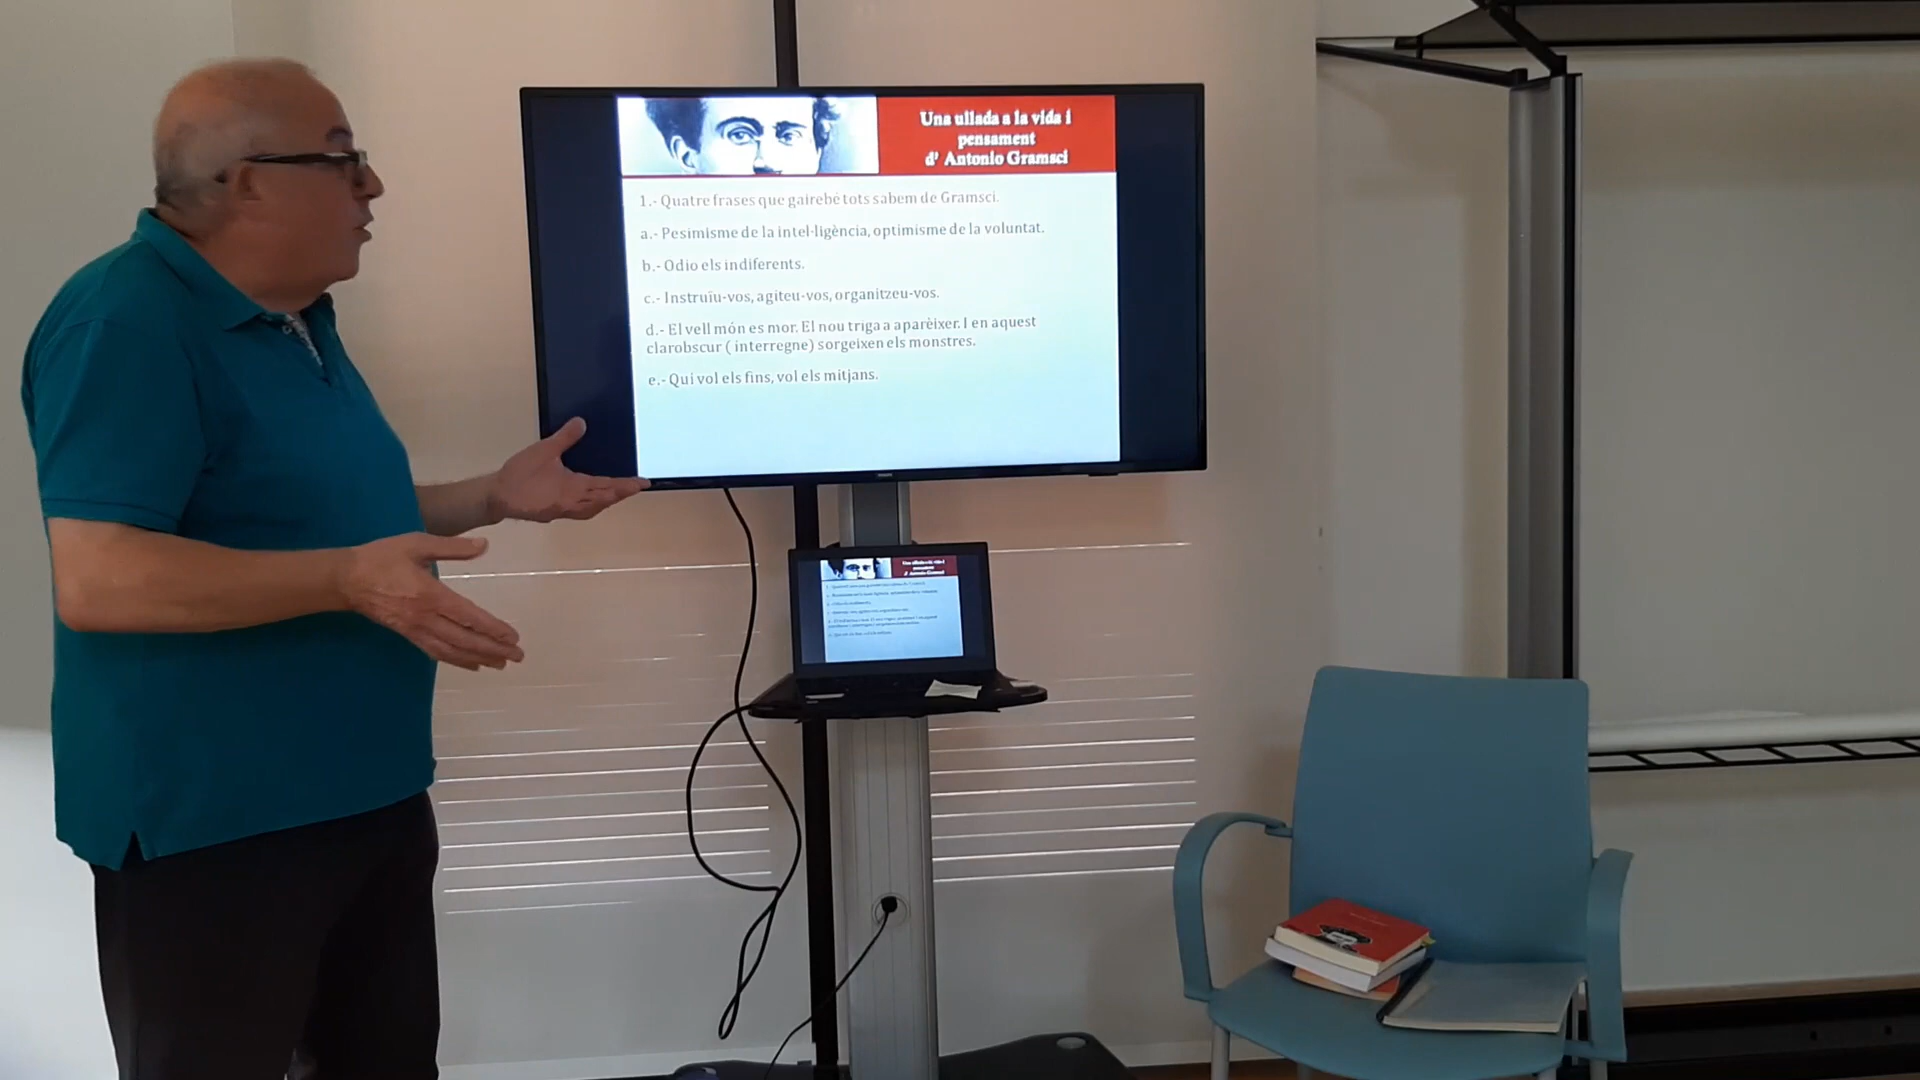 Una ullada a la vida i
pensament
d' Antonio Gramsci
1.- Quatre frases que gairebé tots sabem de Gramsci.
a.- Pesimisme de la intel·ligència, optimisme de la voluntat.
b.- Odio els indiferents.
c.- Instruïu-vos, agiteu-vos, organitzeu-vos.
d.- El vell món es mor. El nou triga a aparèixer. I en aquest
clarobscur ( interregne) sorgeixen els monstres.
e.- Qui vol els fins, vol els mitjans.